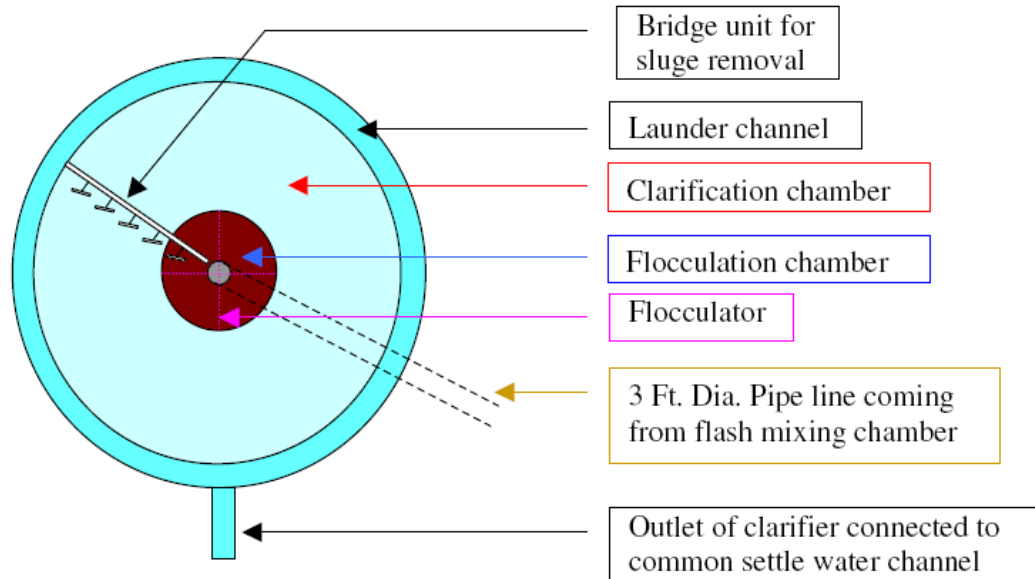 Bridge unit for
sluge removal
Launder channel
Clarification chamber
Flocculation chamber
Flocculator
3 Ft. Dia. Pipe line coming
from flash mixing chamber
Outlet of clarifier connected to
common settle water channel